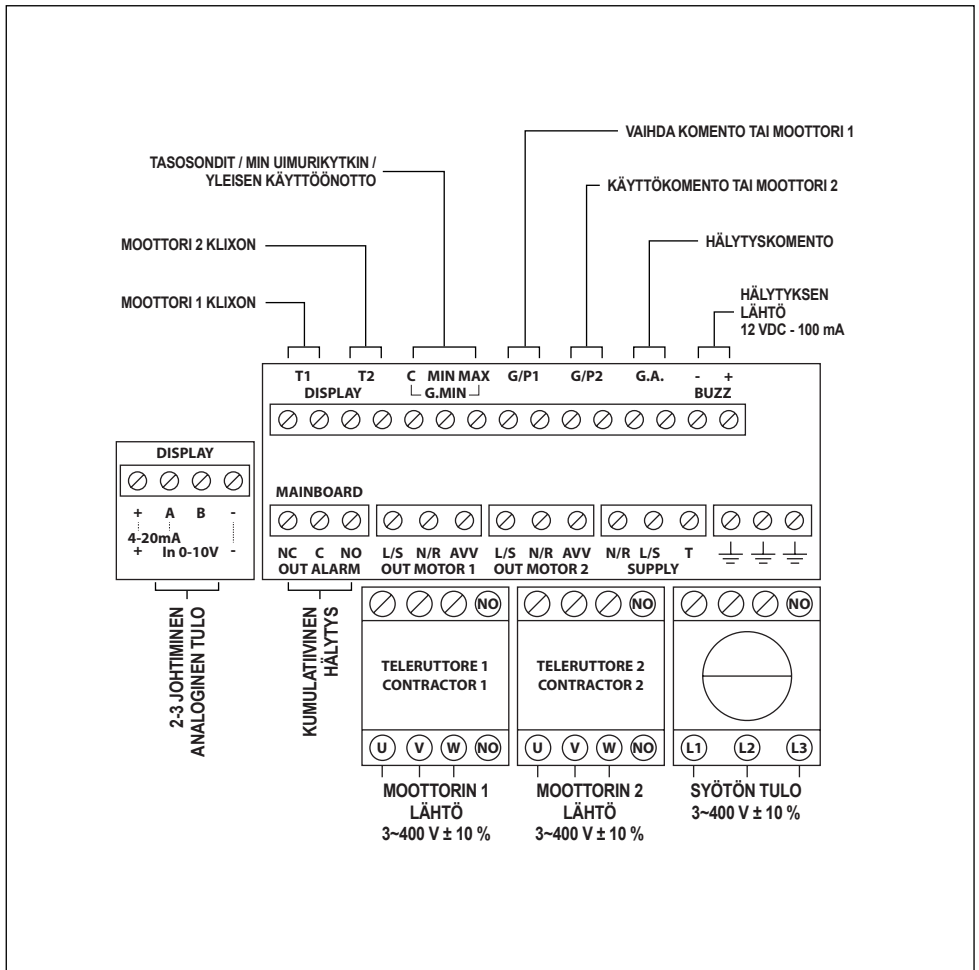 VAIHDA KOMENTO TAI MOOTTORI 1
TASOSONDIT / MIN UIMURIKYTKIN /
YLEISEN KÄYTTÖÖNOTTO
KÄYTTÖKOMENTO TAI MOOTTORI 2
MOOTTORI 2 KLIXON
HÄLYTYSKOMENTO
MOOTTORI 1 KLIXON
HÄLYTYKSEN
LÄHTÖ
12 VDC - 100 mA
T1 T2 C MIN MAX G/P1 G/P2 G.A. - +
DISPLAY G.MIN BUZZ
DISPLAY
+ A B -
4-20mA
+ In 0-10V -
2-3 JOHTIMINEN
ANALOGINEN TULO
MAINBOARD
NC C NO L/S N/R AVV L/S N/R AVV N/R L/S T
OUT ALARM OUT MOTOR 1 OUT MOTOR 2 SUPPLY
KUMULATIIVINEN
HÄLYTYS
NO NO NO
TELERUTTORE 1
CONTRACTOR 1
TELERUTTORE 2
CONTRACTOR 2
U V W NO U V W NO L1 L2 L3
MOOTTORIN 1
LÄHTÖ
3~400 V ± 10 %
MOOTTORIN 2
LÄHTÖ
3~400 V ± 10 %
SYÖTÖN TULO
3~400 V ± 10 %